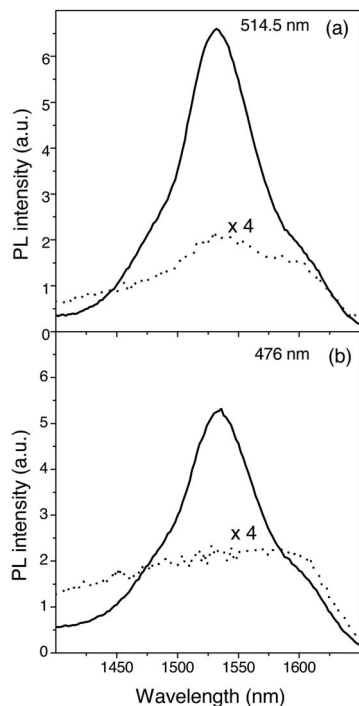 514.5 nm (a)
6
5
4
3
2
1
0
PL intensity (a.u.)
x 4
476 nm (b)
6
5
4
3
2
1
0
PL intensity (a.u.)
x 4
1450 1500 1550 1600
Wavelength (nm)